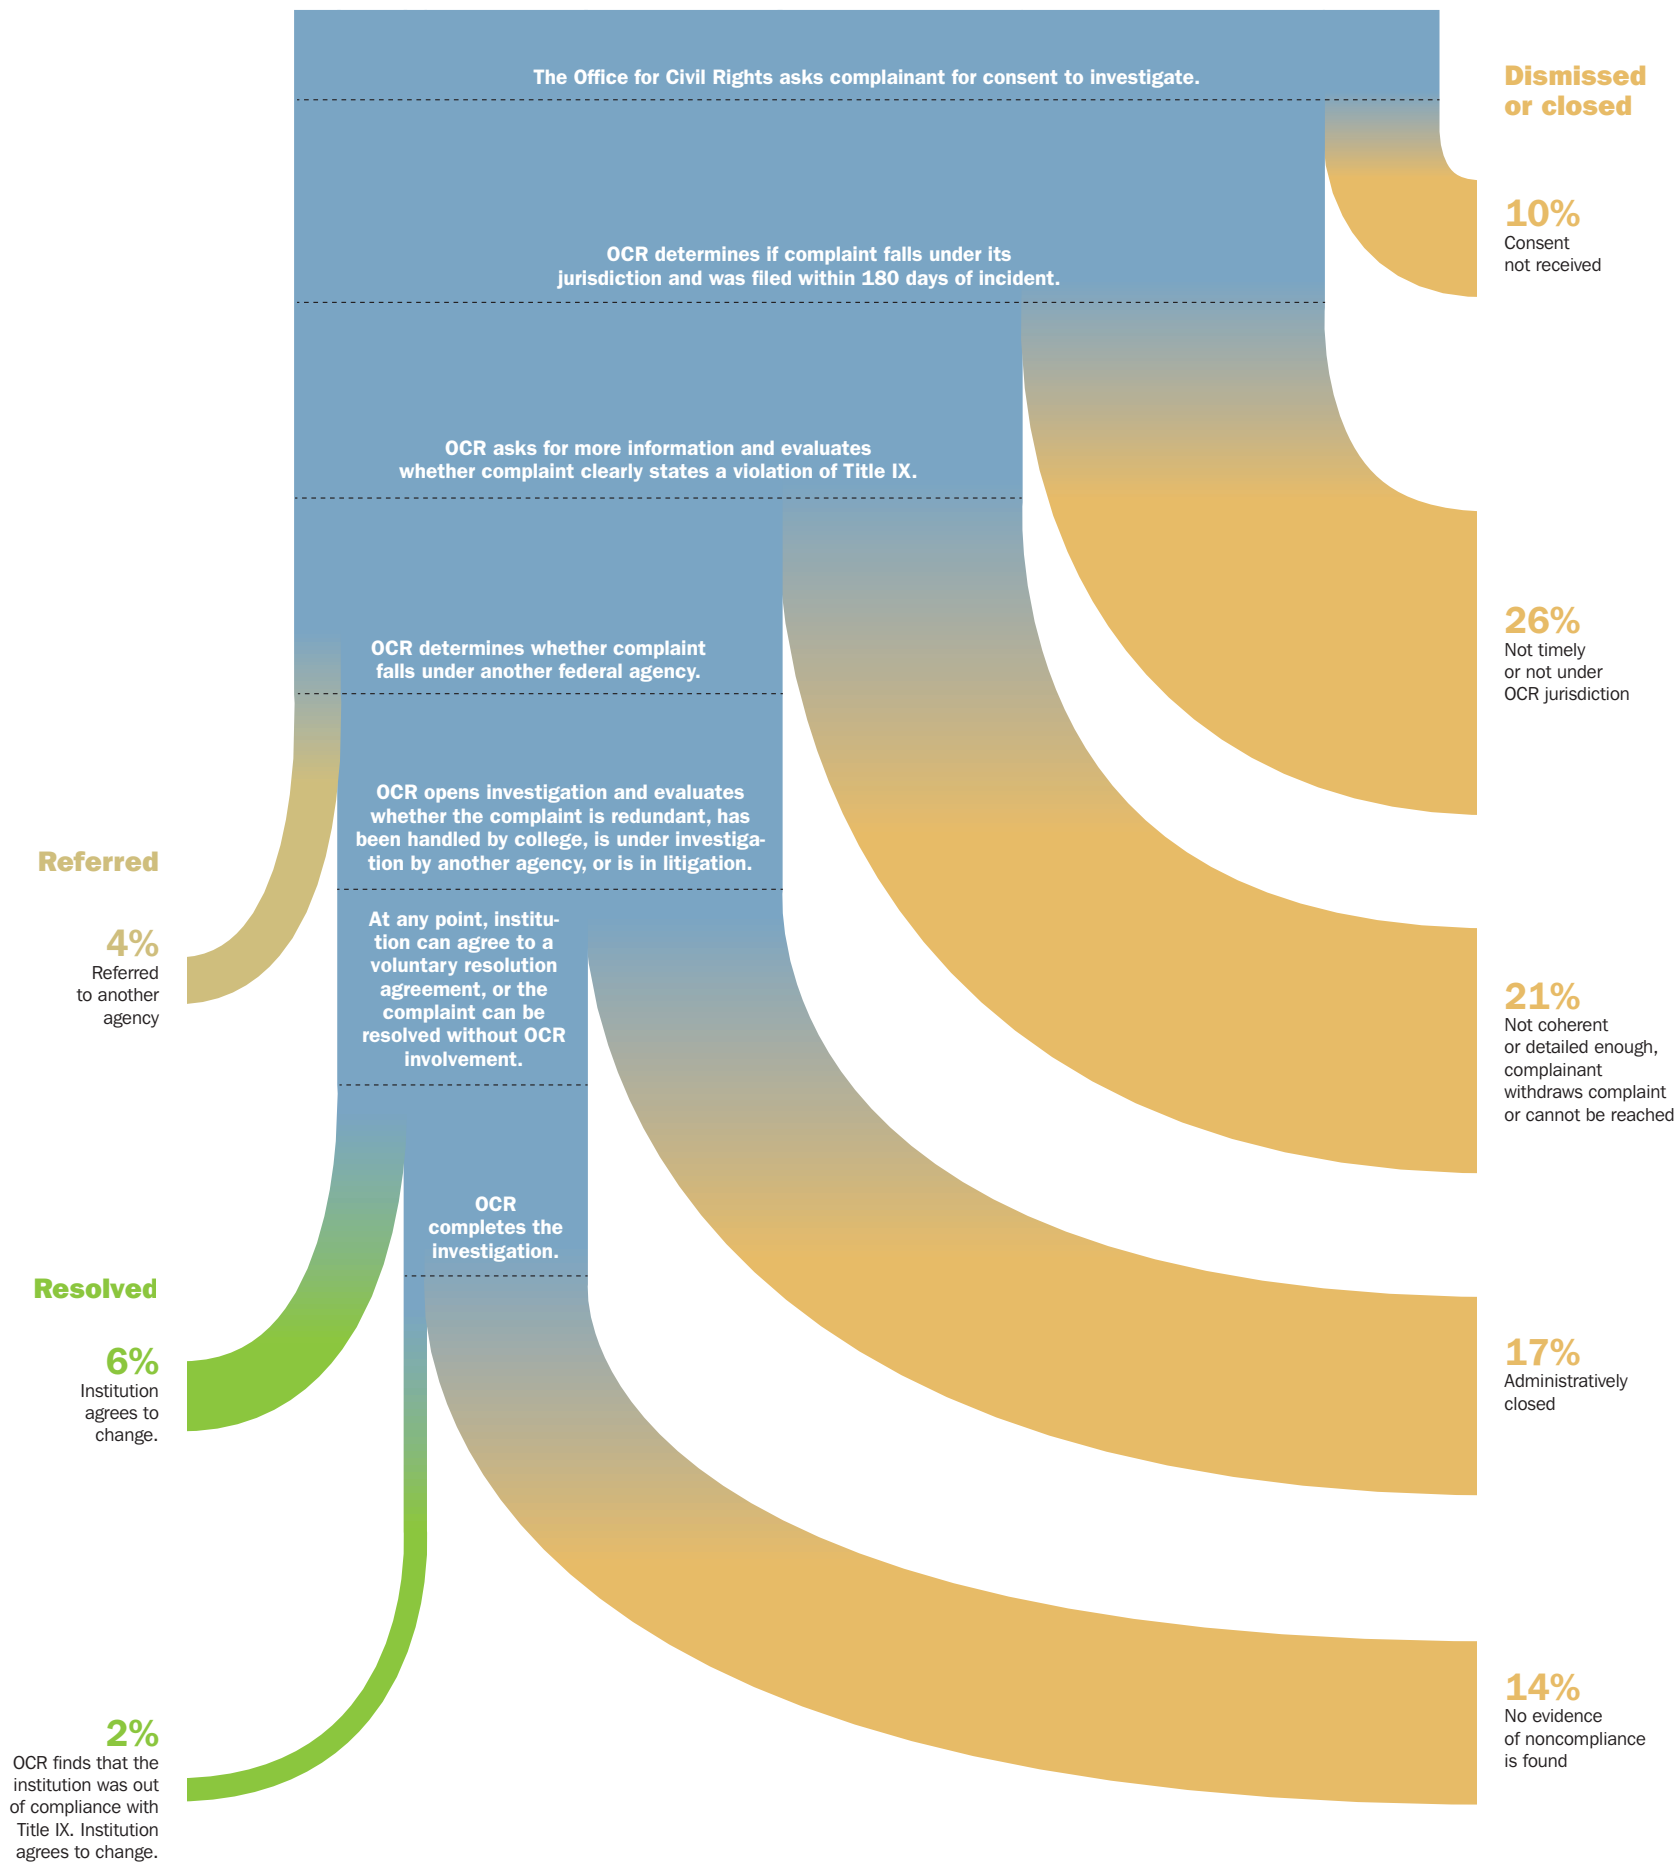 The Office for Civil Rights asks complainant for consent to investigate.
Dismissed
or closed
10%
Consent
not received
OCR determines if complaint falls under its
jurisdiction and was filed within 180 days of incident.
26%
Not timely
or not under
OCR jurisdiction
OCR asks for more information and evaluates
whether complaint clearly states a violation of Title IX.
21%
Not coherent
or detailed enough,
complainant
withdraws complaint
or cannot be reached
OCR determines whether complaint
falls under another federal agency.
Referred
4%
Referred
to another
agency
OCR opens investigation and evaluates
whether the complaint is redundant, has
been handled by college, is under investiga-
tion by another agency, or is in litigation.
17%
Administratively
closed
At any point, institu-
tion can agree to a
voluntary resolution
agreement, or the
complaint can be
resolved without OCR
involvement.
Resolved
6%
Institution
agrees to
change.
OCR
completes the
investigation.
14%
No evidence
of noncompliance
is found
2%
OCR finds that the
institution was out
of compliance with
Title IX. Institution
agrees to change.